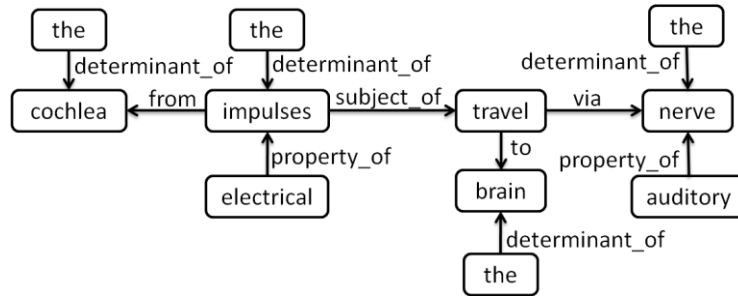 the the the
determinant_of determinant_of determinant_of
cochlea from impulses subject_of travel via nerve
to
property_of property_of
electrical brain auditory
determinant_of
the